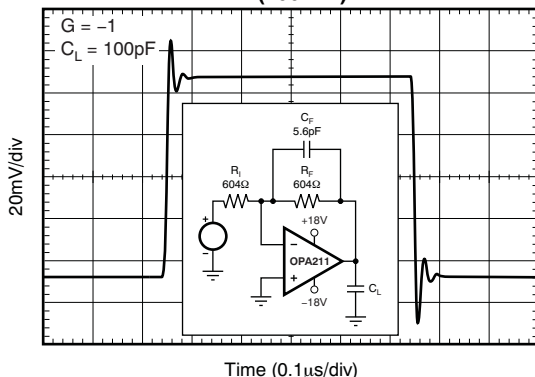 G = −1
C_L = 100pF
20mV/div
C_F
5.6pF
R_I
604Ω
R_F
604Ω
+18V
+
−
−
OPA211
+
C_L
−18V
Time (0.1μs/div)